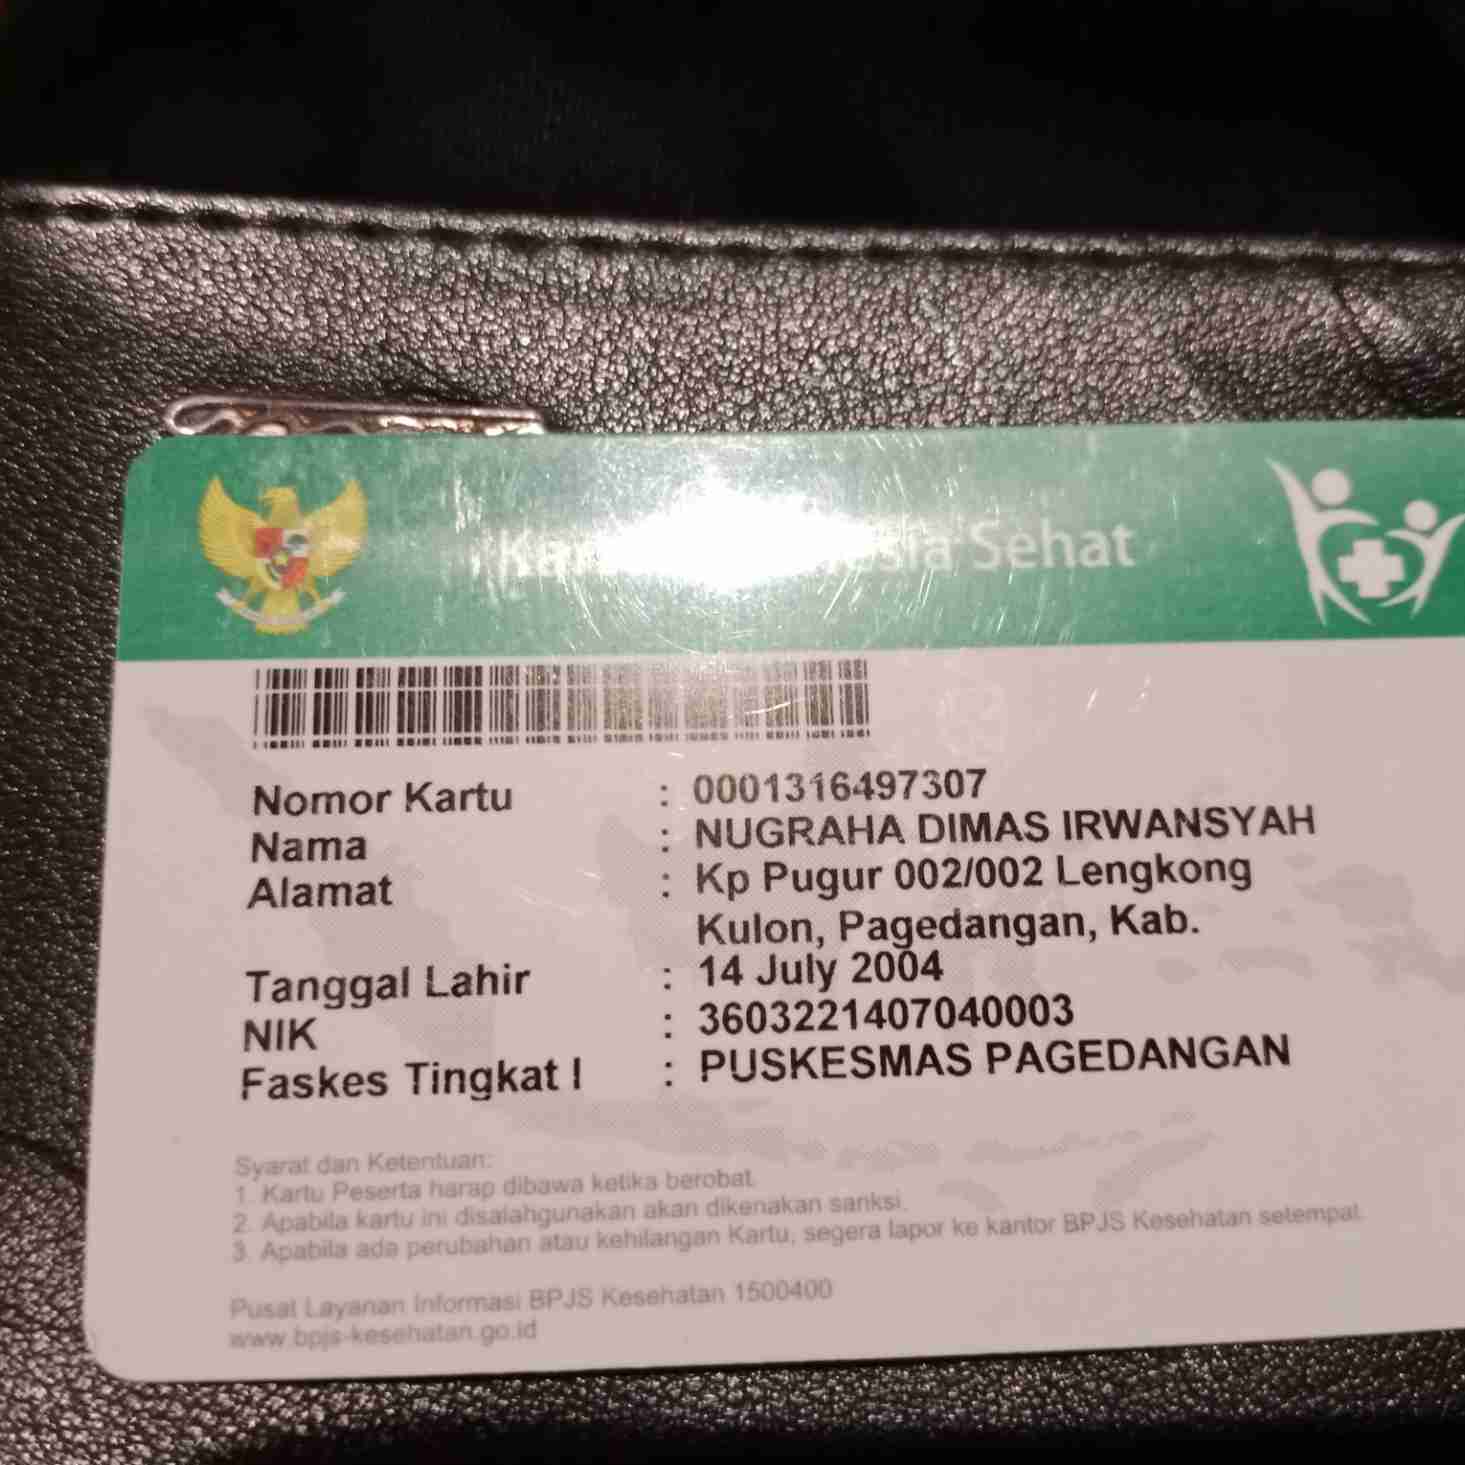 Sehat
Nomor Kartu : 0001316497307
Nama : NUGRAHA DIMAS IRWANSYAH
Alamat : Kp Pugur 002/002 Lengkong
Kulon, Pagedangan, Kab.
Tanggal Lahir : 14 July 2004
NIK : 3603221407040003
Faskes Tingkat I : PUSKESMAS PAGEDANGAN
Syarat dan Ketentuan:
1. Kartu Peserta harap dibawa ketika berobat.
2. Apabila kartu ini disalahgunakan akan dikenakan sanksi.
3. Apabila ada perubahan atau kehilangan Kartu, segera lapor ke kantor BPJS Kesehatan setempat.
Pusat Layanan Informasi BPJS Kesehatan 1500400
www.bpjs-kesehatan.go.id